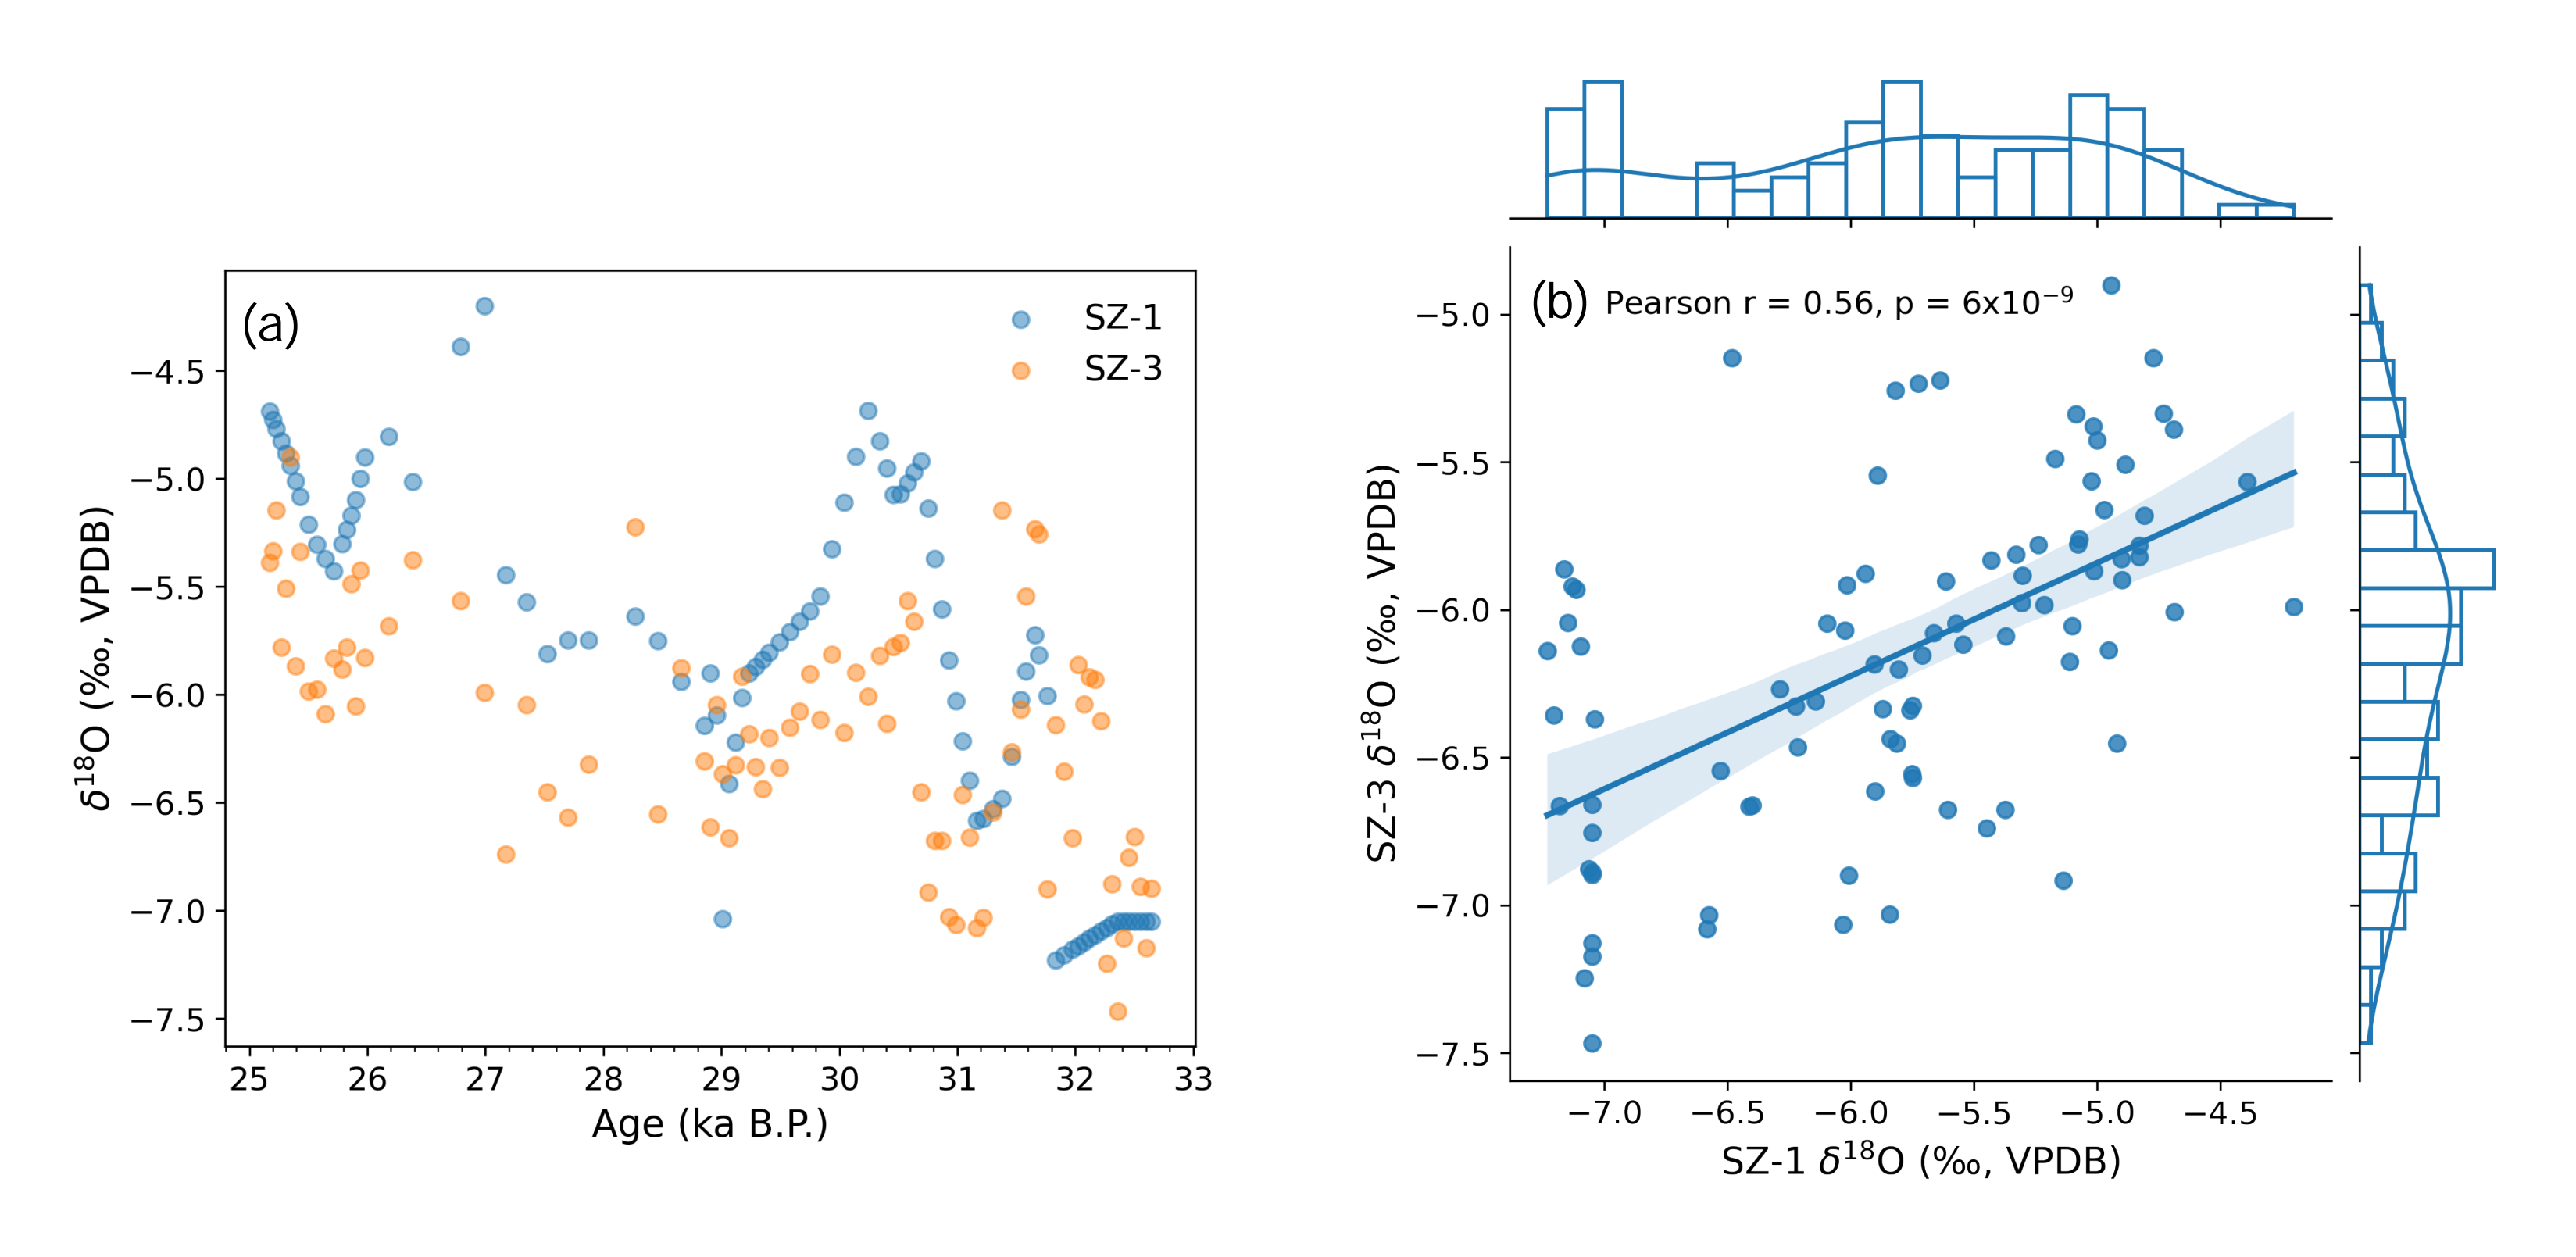 (a)
SZ-1
SZ-3
−4.5
−5.0
−5.5
−6.0
−6.5
−7.0
−7.5
δ¹⁸O (‰, VPDB)
25 26 27 28 29 30 31 32 33
Age (ka B.P.)
(b) Pearson r = 0.56, p = 6x10⁻⁹
−5.0
−5.5
−6.0
−6.5
−7.0
−7.5
SZ-3 δ¹⁸O (‰, VPDB)
−7.0 −6.5 −6.0 −5.5 −5.0 −4.5
SZ-1 δ¹⁸O (‰, VPDB)